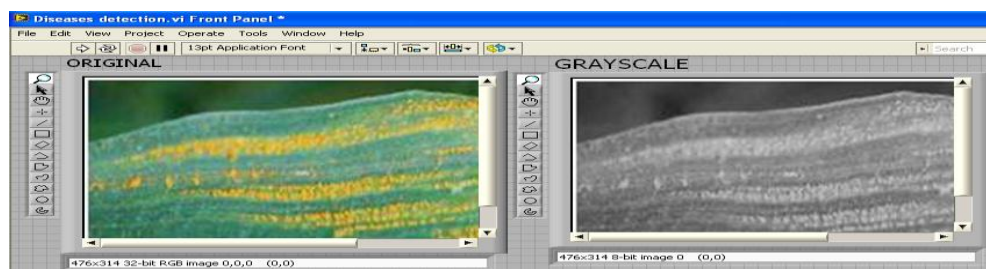 Diseases detection.vi Front Panel *
File Edit View Project Operate Tools Window Help
13pt Application Font
Search
ORIGINAL
GRAYSCALE
476x314 32-bit RGB image 0,0,0 (0,0)
476x314 8-bit image 0 (0,0)